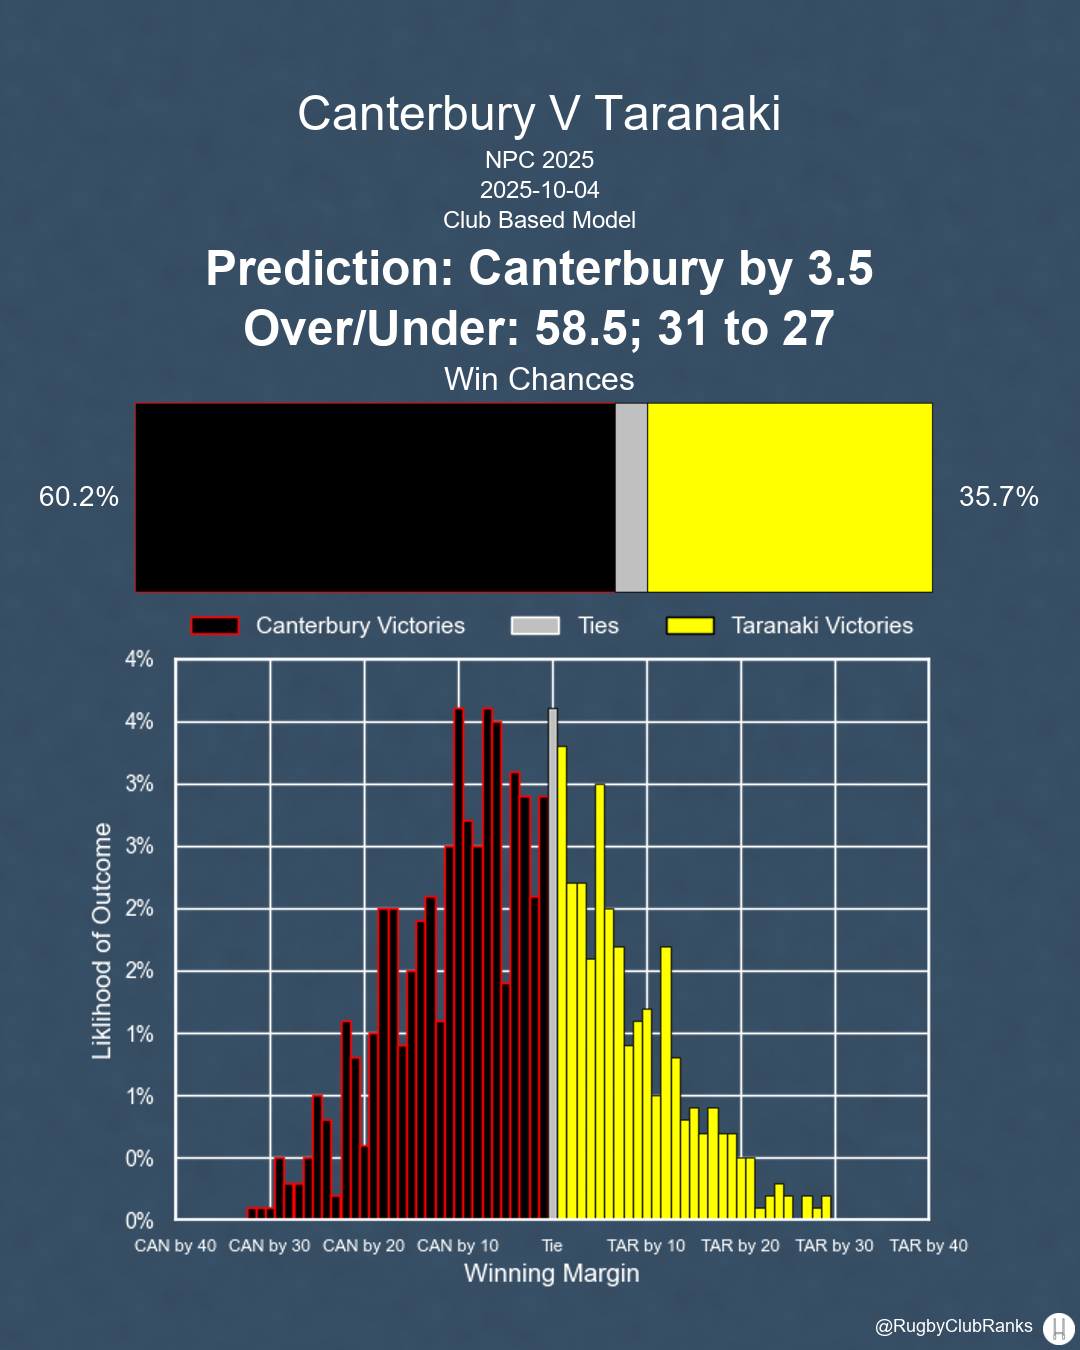 Canterbury V Taranaki
NPC 2025
2025-10-04
Club Based Model
Prediction: Canterbury by 3.5
Over/Under: 58.5; 31 to 27
Win Chances
60.2%
35.7%
Canterbury Victories
Ties
Taranaki Victories
4%
4%
3%
3%
2%
2%
1%
1%
0%
0%
Liklihood of Outcome
CAN by 40
CAN by 30
CAN by 20
CAN by 10
Tie
TAR by 10
TAR by 20
TAR by 30
TAR by 40
Winning Margin
@RugbyClubRanks